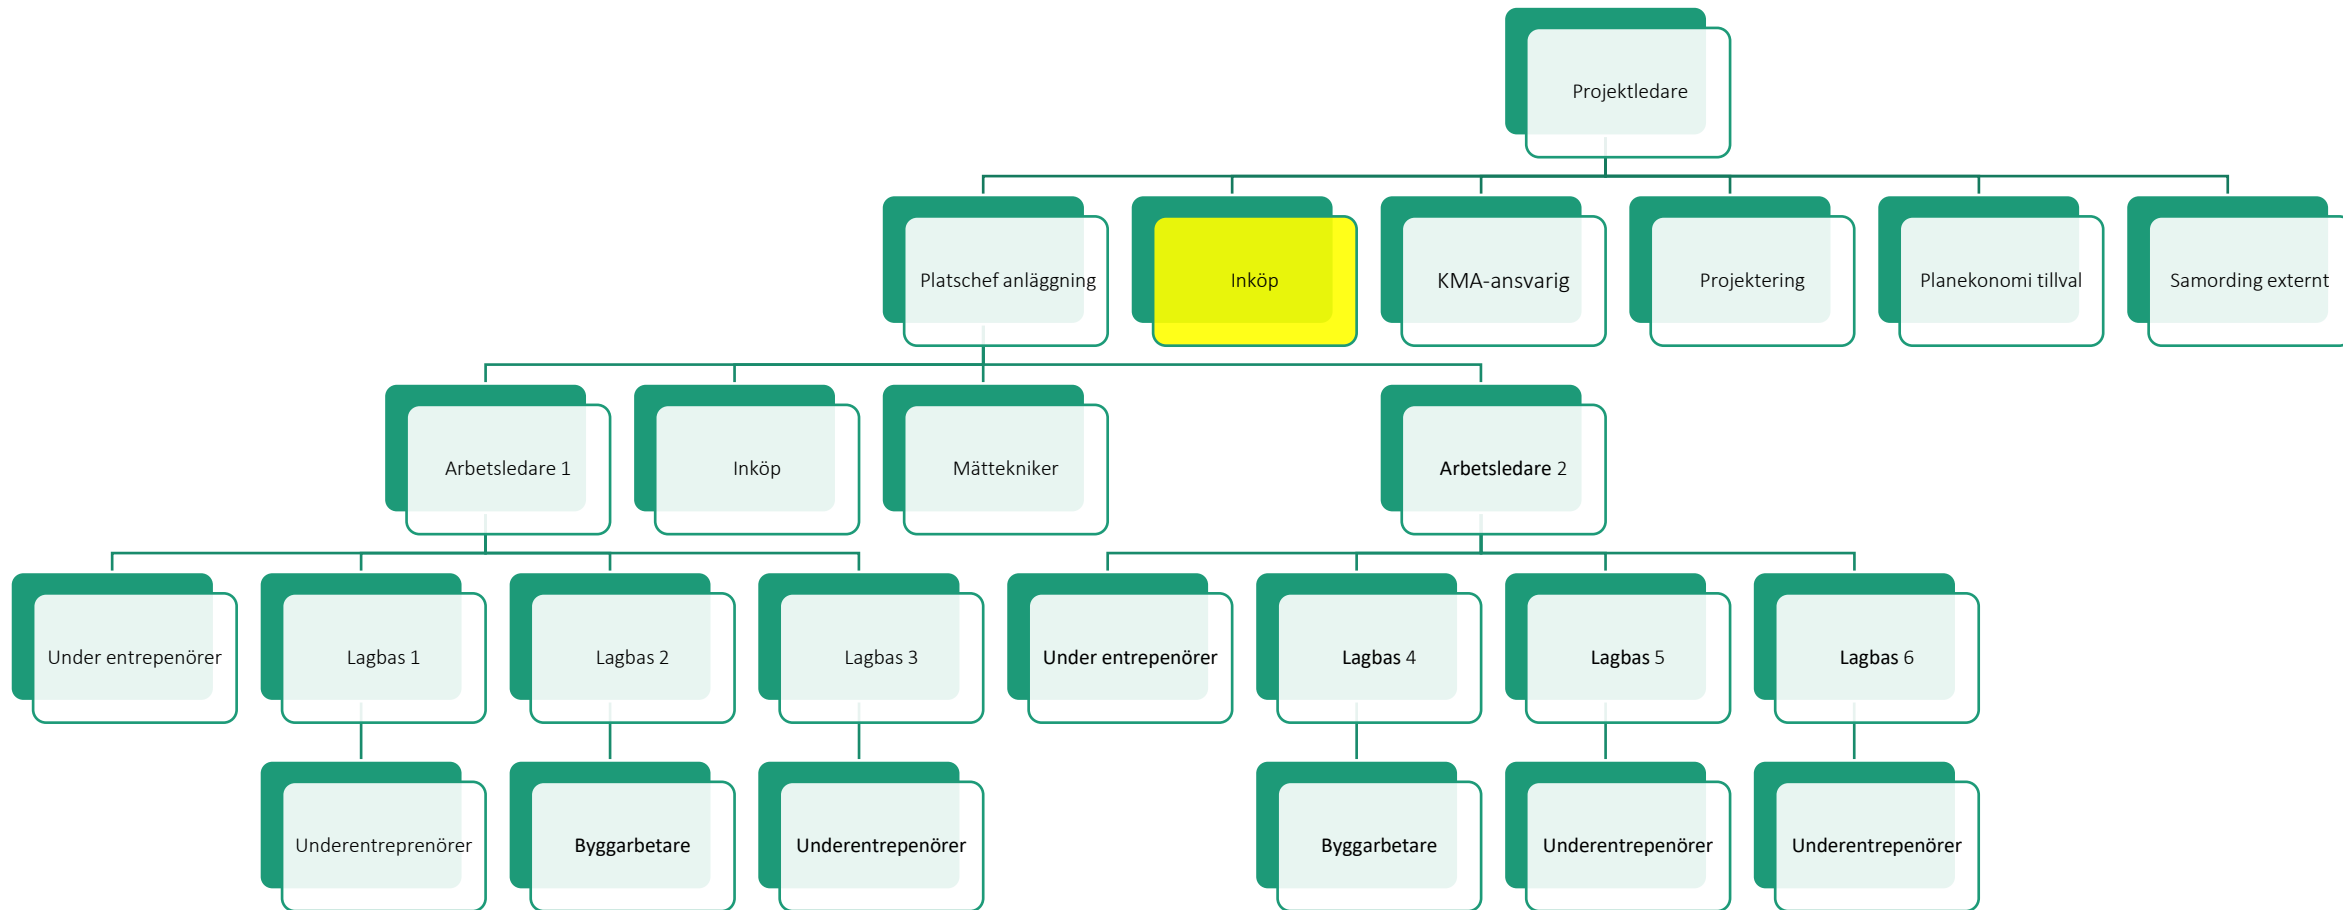 Projektledare
Platschef anläggning
Inköp
KMA-ansvarig
Projektering
Planekonomi tillval
Samording externt
Arbetsledare 1
Inköp
Mättekniker
Arbetsledare 2
Under entrepenörer
Lagbas 1
Lagbas 2
Lagbas 3
Under entrepenörer
Lagbas 4
Lagbas 5
Lagbas 6
Underentreprenörer
Byggarbetare
Underentrepenörer
Byggarbetare
Underentrepenörer
Underentrepenörer